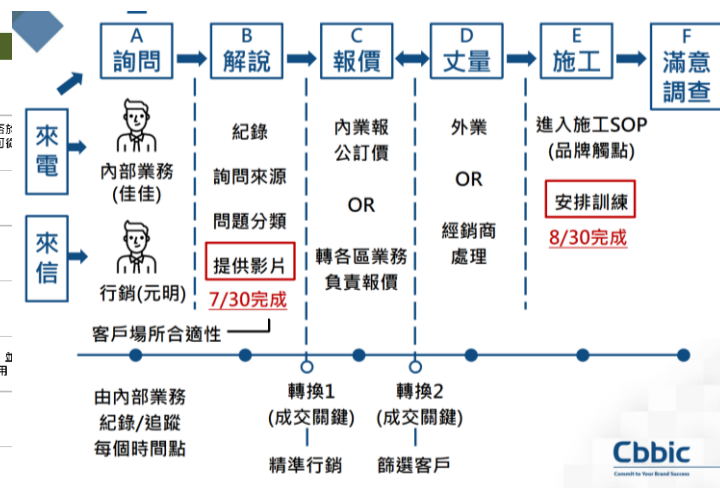 A
詢問
B
解說
C
報價
D
丈量
E
施工
F
滿意
調查
來電
來信
內部業務
(佳佳)
行銷(元明)
紀錄
詢問來源
問題分類
提供影片
7/30完成
客戶場所合適性
內業報
公訂價
OR
轉各區業務
負責報價
外業
OR
經銷商
處理
進入施工SOP
(品牌觸點)
安排訓練
8/30完成
由內部業務
紀錄/追蹤
每個時間點
轉換1
(成交關鍵)
精準行銷
轉換2
(成交關鍵)
篩選客戶
Cbbic
Commit to Your Brand Success